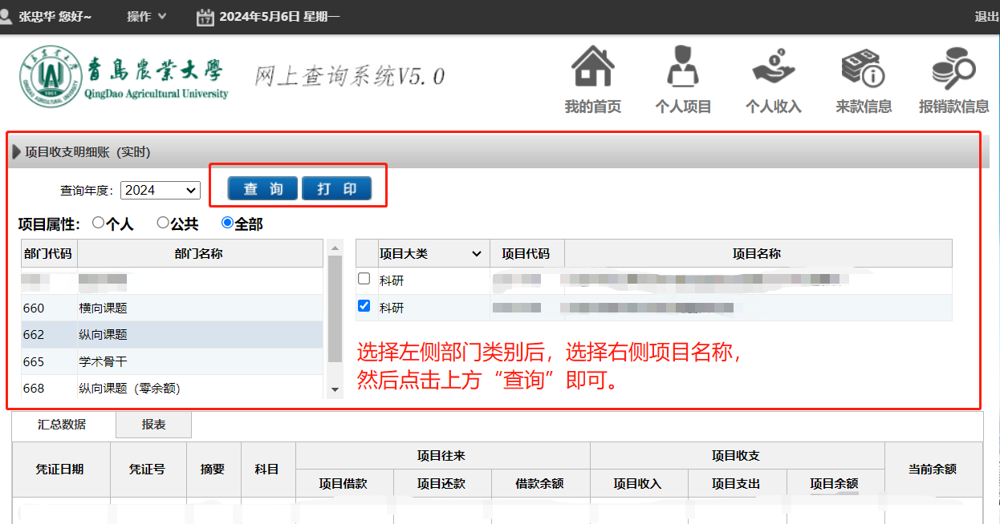 张忠华 您好~ 操作 17 2024年5月6日 星期一 退出
青岛农业大学 网上查询系统V5.0
QingDao Agricultural University
我的首页 个人项目 个人收入 来款信息 报销款信息
项目收支明细账（实时）
查询年度： 2024 查 询 打 印
项目属性： 个人 公共 全部
部门代码 部门名称 项目大类 项目代码 项目名称
科研
660 横向课题 科研
662 纵向课题
665 学术骨干
668 纵向课题（零余额）
选择左侧部门类别后，选择右侧项目名称，
然后点击上方“查询”即可。
汇总数据 报表
凭证日期 凭证号 摘要 科目 项目往来 项目收支 当前余额
项目借款 项目还款 借款余额 项目收入 项目支出 项目余额